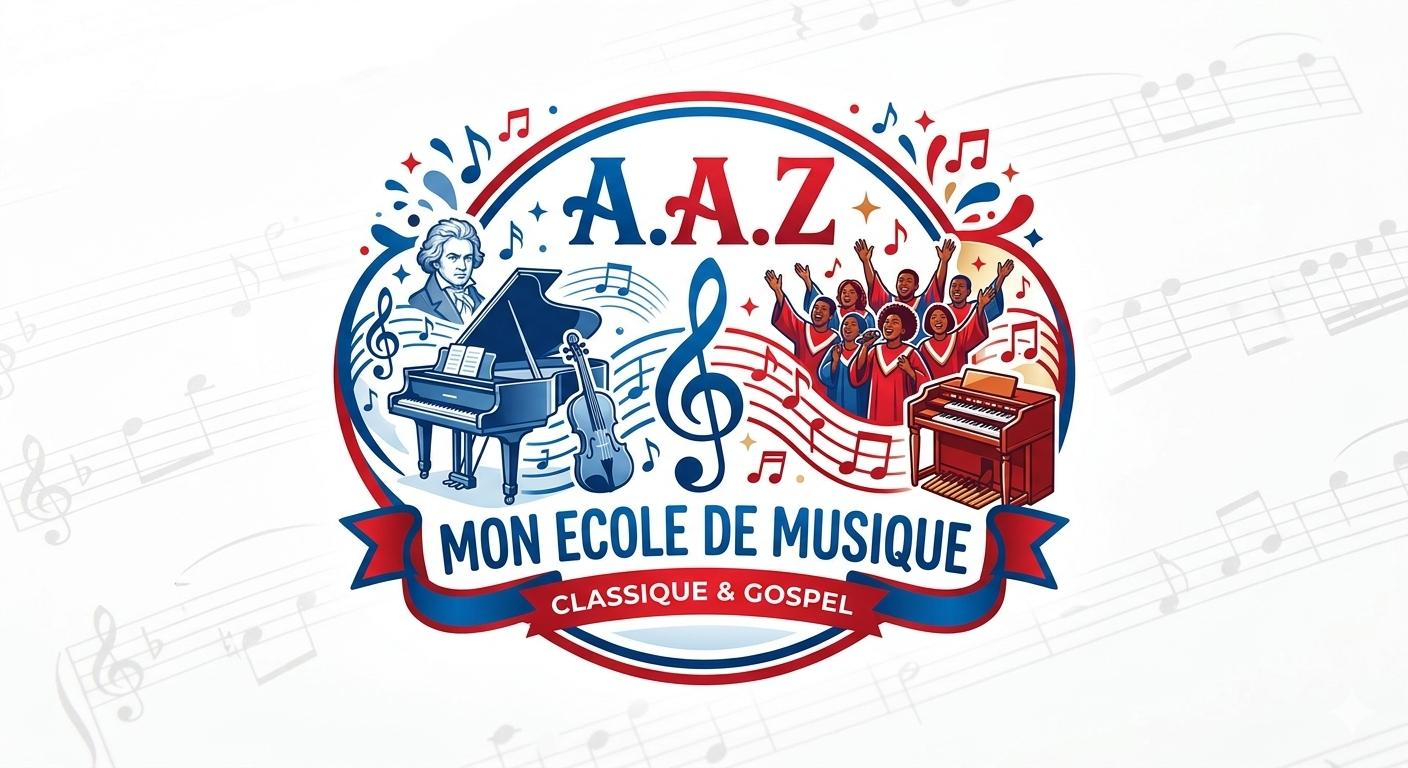 A.A.Z
MON ECOLE DE MUSIQUE
CLASSIQUE & GOSPEL